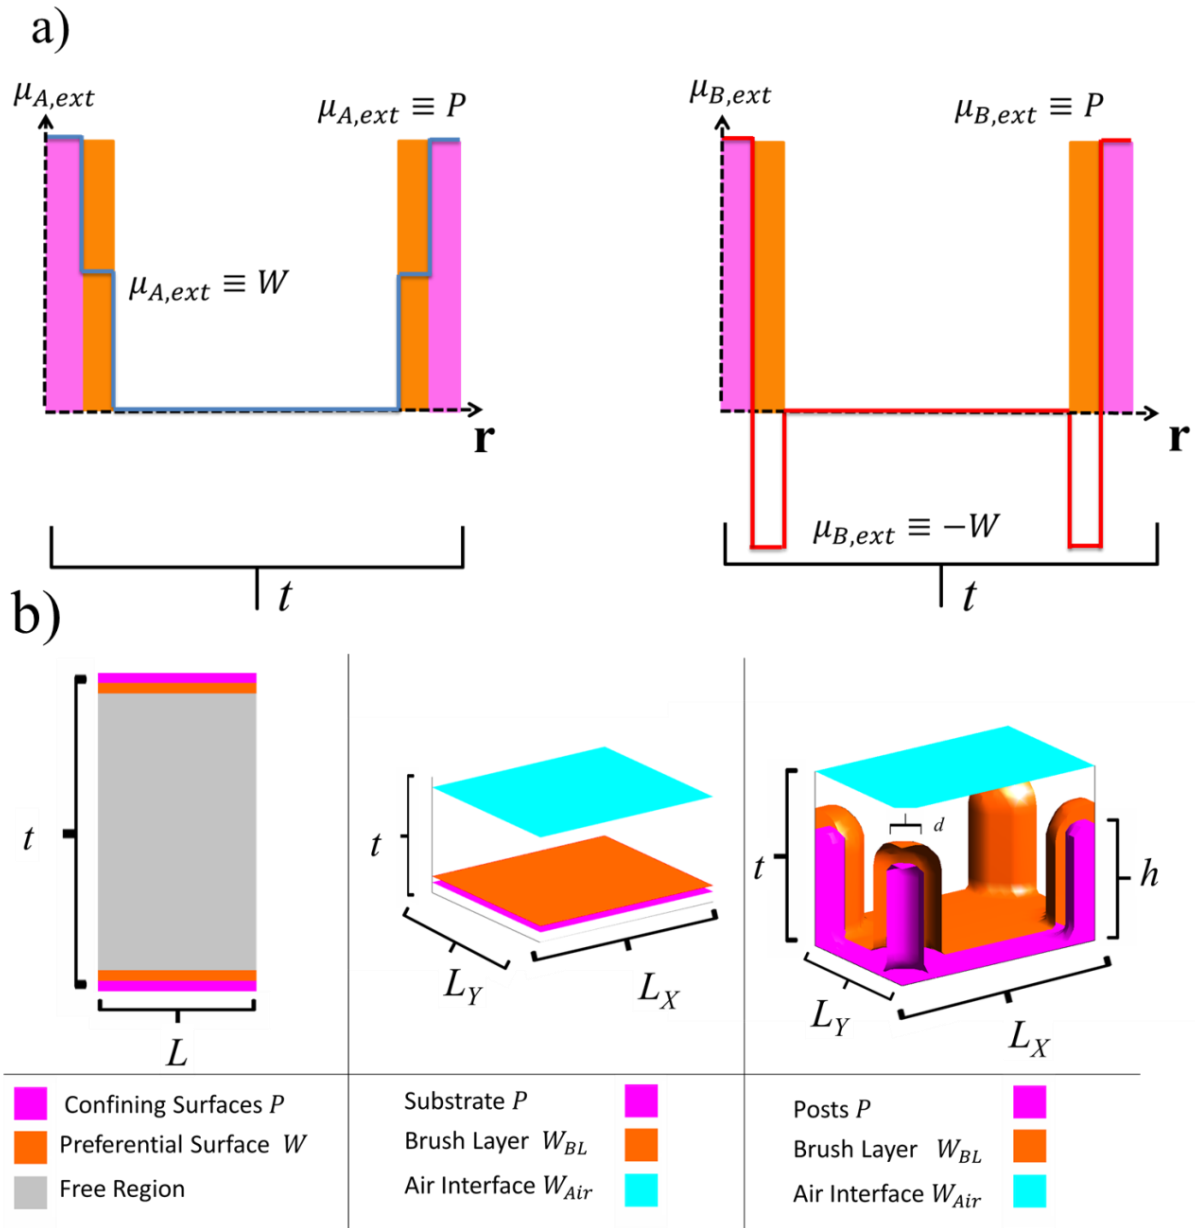 a)
μA,ext
μA,ext ≡ P
μA,ext ≡ W
r
t
μB,ext
μB,ext ≡ P
r
μB,ext ≡ −W
t
b)
t
L
t
LY
LX
d
t
h
LY
LX
Confining Surfaces P
Preferential Surface W
Free Region
Substrate P
Brush Layer WBL
Air Interface WAir
Posts P
Brush Layer WBL
Air Interface WAir